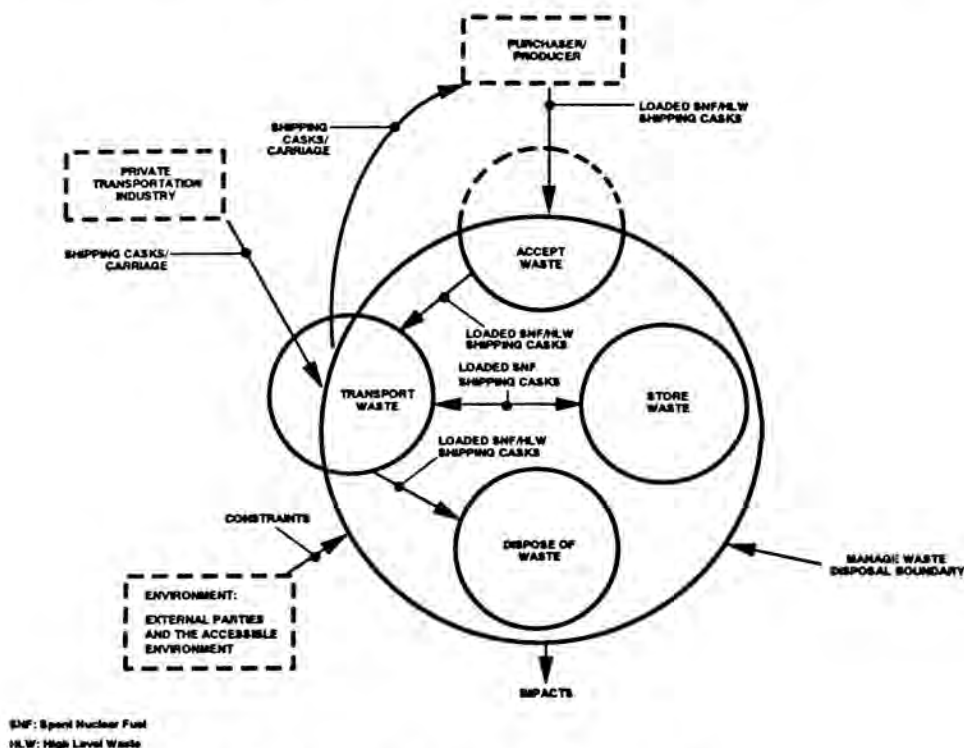 PURCHASER/
PRODUCER
LOADED SNF/HLW
SHIPPING CASKS
SHIPPING
CASKS/
CARRIAGE
PRIVATE
TRANSPORTATION
INDUSTRY
SHIPPING CASKS/
CARRIAGE
ACCEPT
WASTE
LOADED SNF/HLW
SHIPPING CASKS
LOADED SNF
SHIPPING CASKS
TRANSPORT
WASTE
STORE
WASTE
LOADED SNF/HLW
SHIPPING CASKS
CONSTRAINTS
DISPOSE OF
WASTE
MANAGE WASTE
DISPOSAL BOUNDARY
ENVIRONMENT:
EXTERNAL PARTIES
AND THE ACCESSIBLE
ENVIRONMENT
IMPACTS
SNF: Spent Nuclear Fuel
HLW: High Level Waste